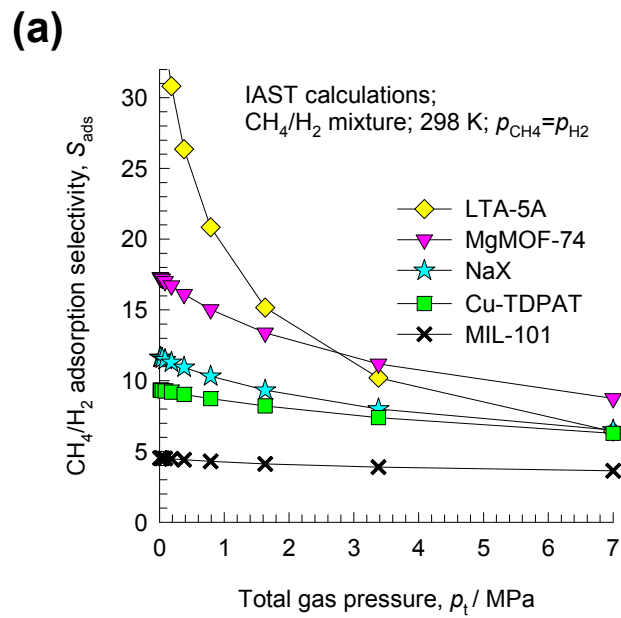 (a)
CH4/H2 adsorption selectivity, Sads
30
25
20
15
10
5
0
IAST calculations;
CH4/H2 mixture; 298 K; pCH4=pH2
LTA-5A
MgMOF-74
NaX
Cu-TDPAT
MIL-101
0 1 2 3 4 5 6 7
Total gas pressure, pt / MPa